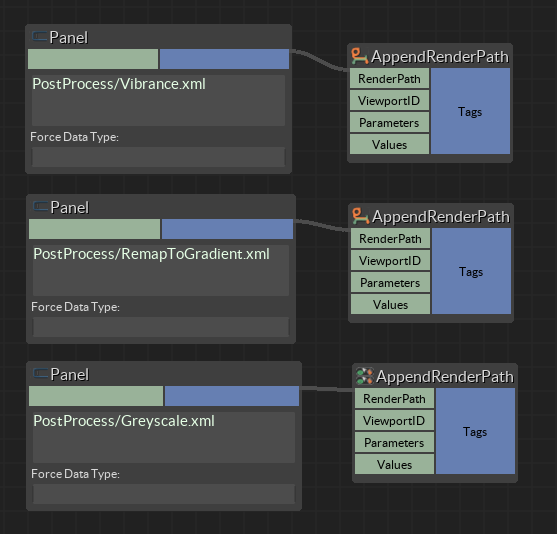 Panel
PostProcess/Vibrance.xml
Force Data Type:
AppendRenderPath
RenderPath
ViewportID
Parameters
Values
Tags
Panel
PostProcess/RemapToGradient.xml
Force Data Type:
AppendRenderPath
RenderPath
ViewportID
Parameters
Values
Tags
Panel
PostProcess/Greyscale.xml
Force Data Type:
AppendRenderPath
RenderPath
ViewportID
Parameters
Values
Tags